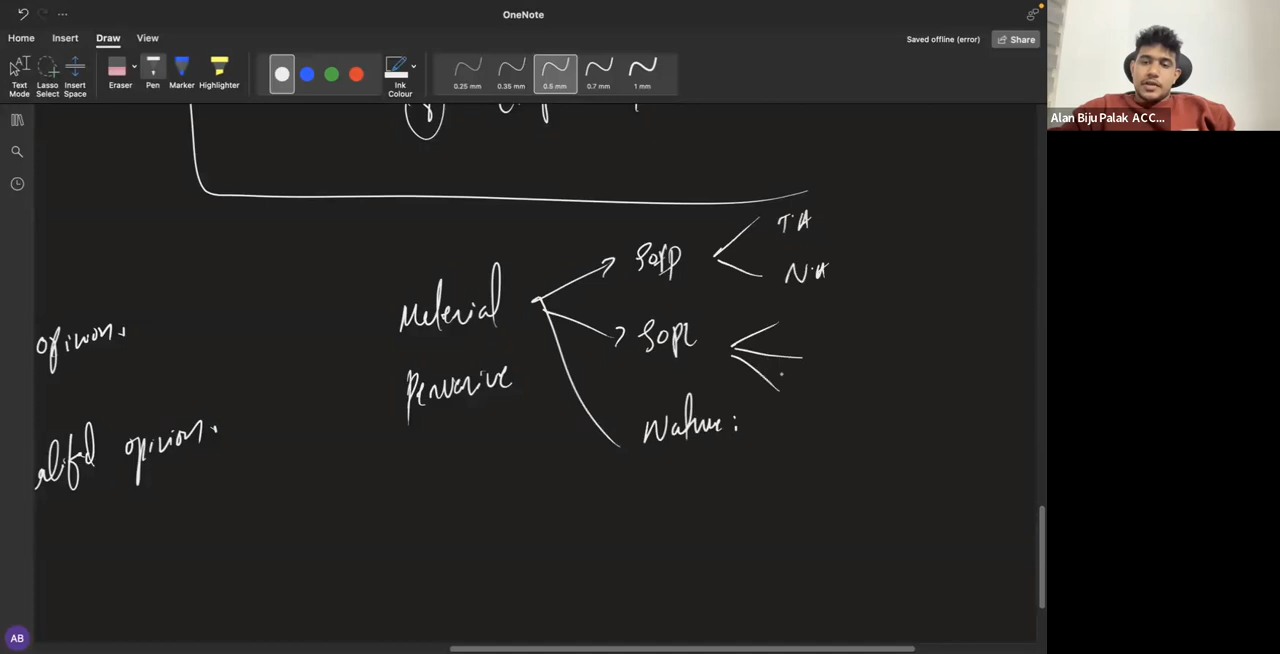 OneNote
Home Insert Draw View
Saved offline (error) Share
Text Mode Lasso Select Insert Space Eraser Pen Marker Highlighter Ink Colour 0.25 mm 0.35 mm 0.5 mm 0.7 mm 1 mm
Alan Biju Palak ACC...
T.A
SOFP
N.A
Material
opinion.
SOPL
Pervasive
Nature:
opinion.
AB